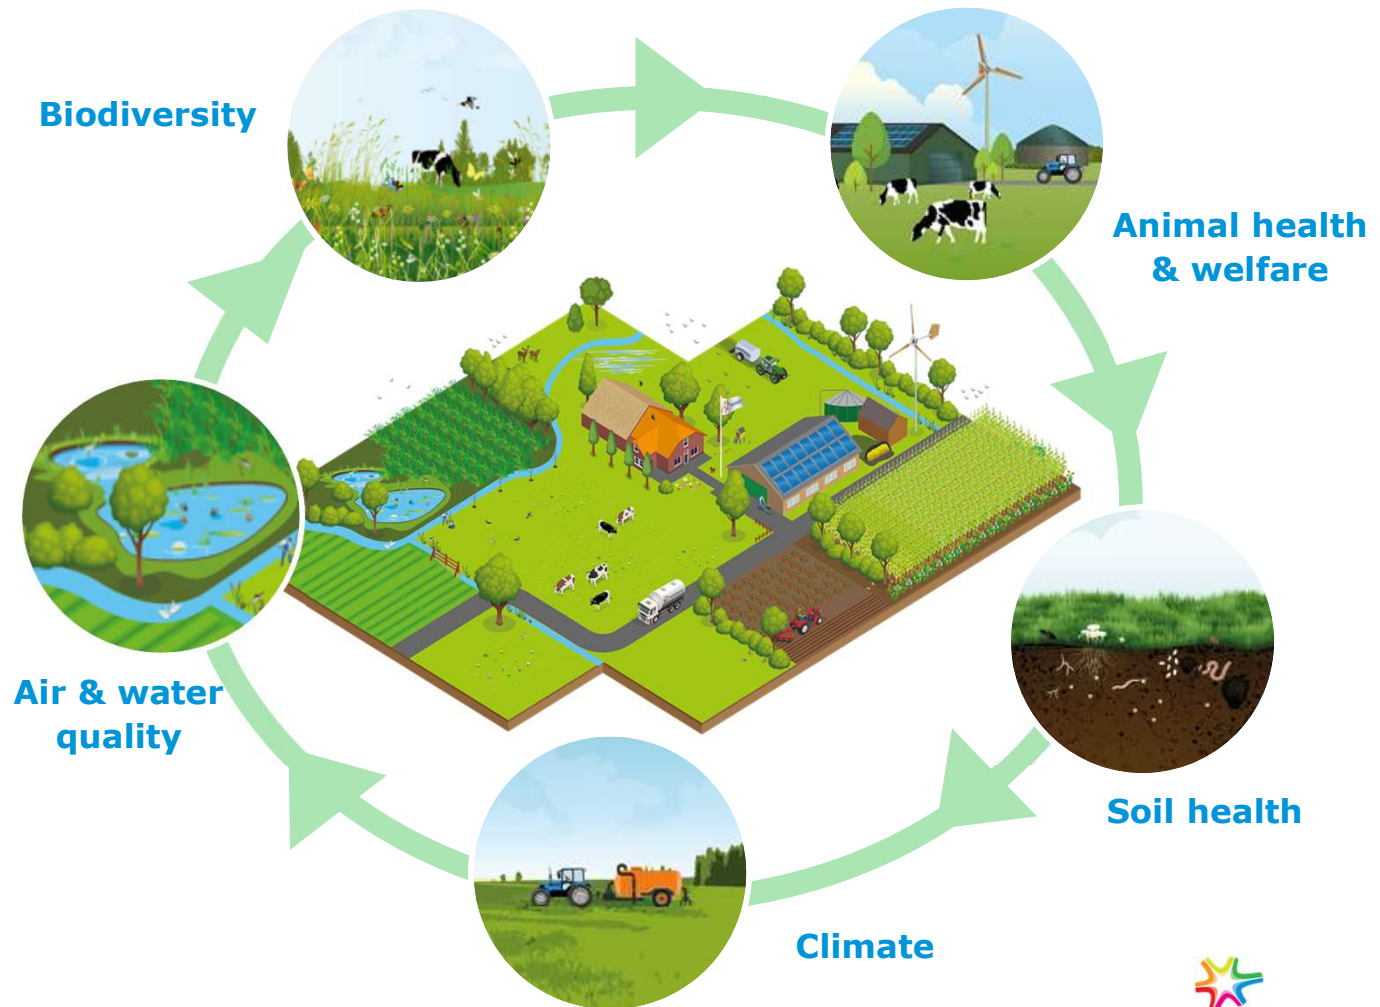 Biodiversity
Animal health
& welfare
Air & water
quality
Soil health
Climate